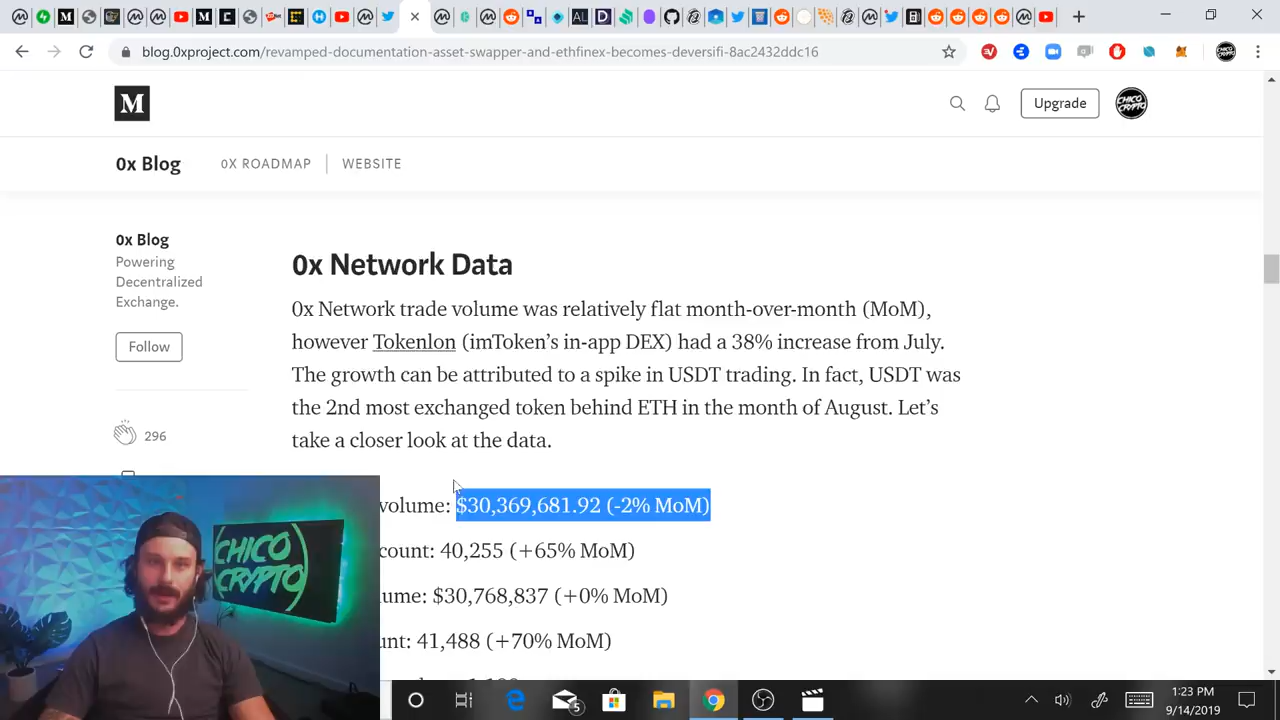 blog.0xproject.com/revamped-documentation-asset-swapper-and-ethfinex-becomes-deversifi-8ac2432ddc16
M
Upgrade
CHICO
CRYPTO
0x Blog
0X ROADMAP
WEBSITE
0x Blog
Powering
Decentralized
Exchange.
Follow
296
0x Network Data
0x Network trade volume was relatively flat month-over-month (MoM),
however Tokenlon (imToken’s in-app DEX) had a 38% increase from July.
The growth can be attributed to a spike in USDT trading. In fact, USDT was
the 2nd most exchanged token behind ETH in the month of August. Let’s
take a closer look at the data.
volume: $30,369,681.92 (-2% MoM)
count: 40,255 (+65% MoM)
ume: $30,768,837 (+0% MoM)
unt: 41,488 (+70% MoM)
CHICO
CRYPTO
5
1:23 PM
9/14/2019